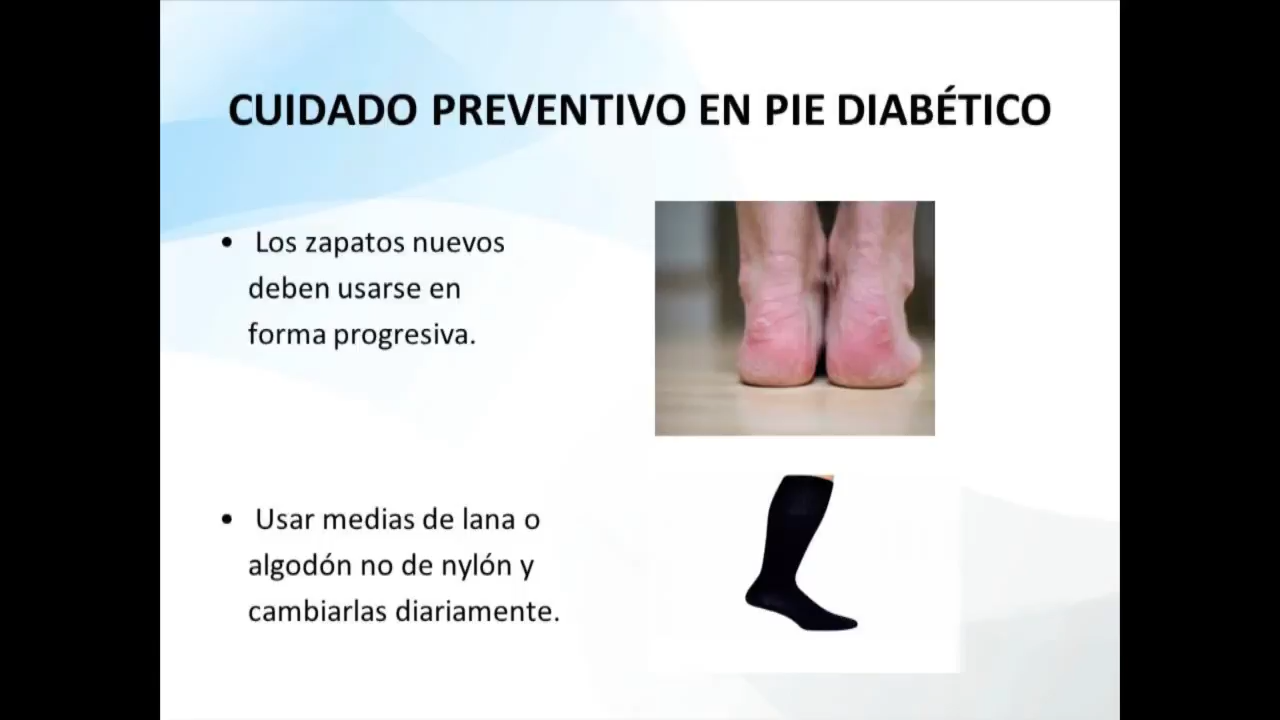 CUIDADO PREVENTIVO EN PIE DIABÉTICO
• Los zapatos nuevos
deben usarse en
forma progresiva.
• Usar medias de lana o
algodón no de nylón y
cambiarlas diariamente.